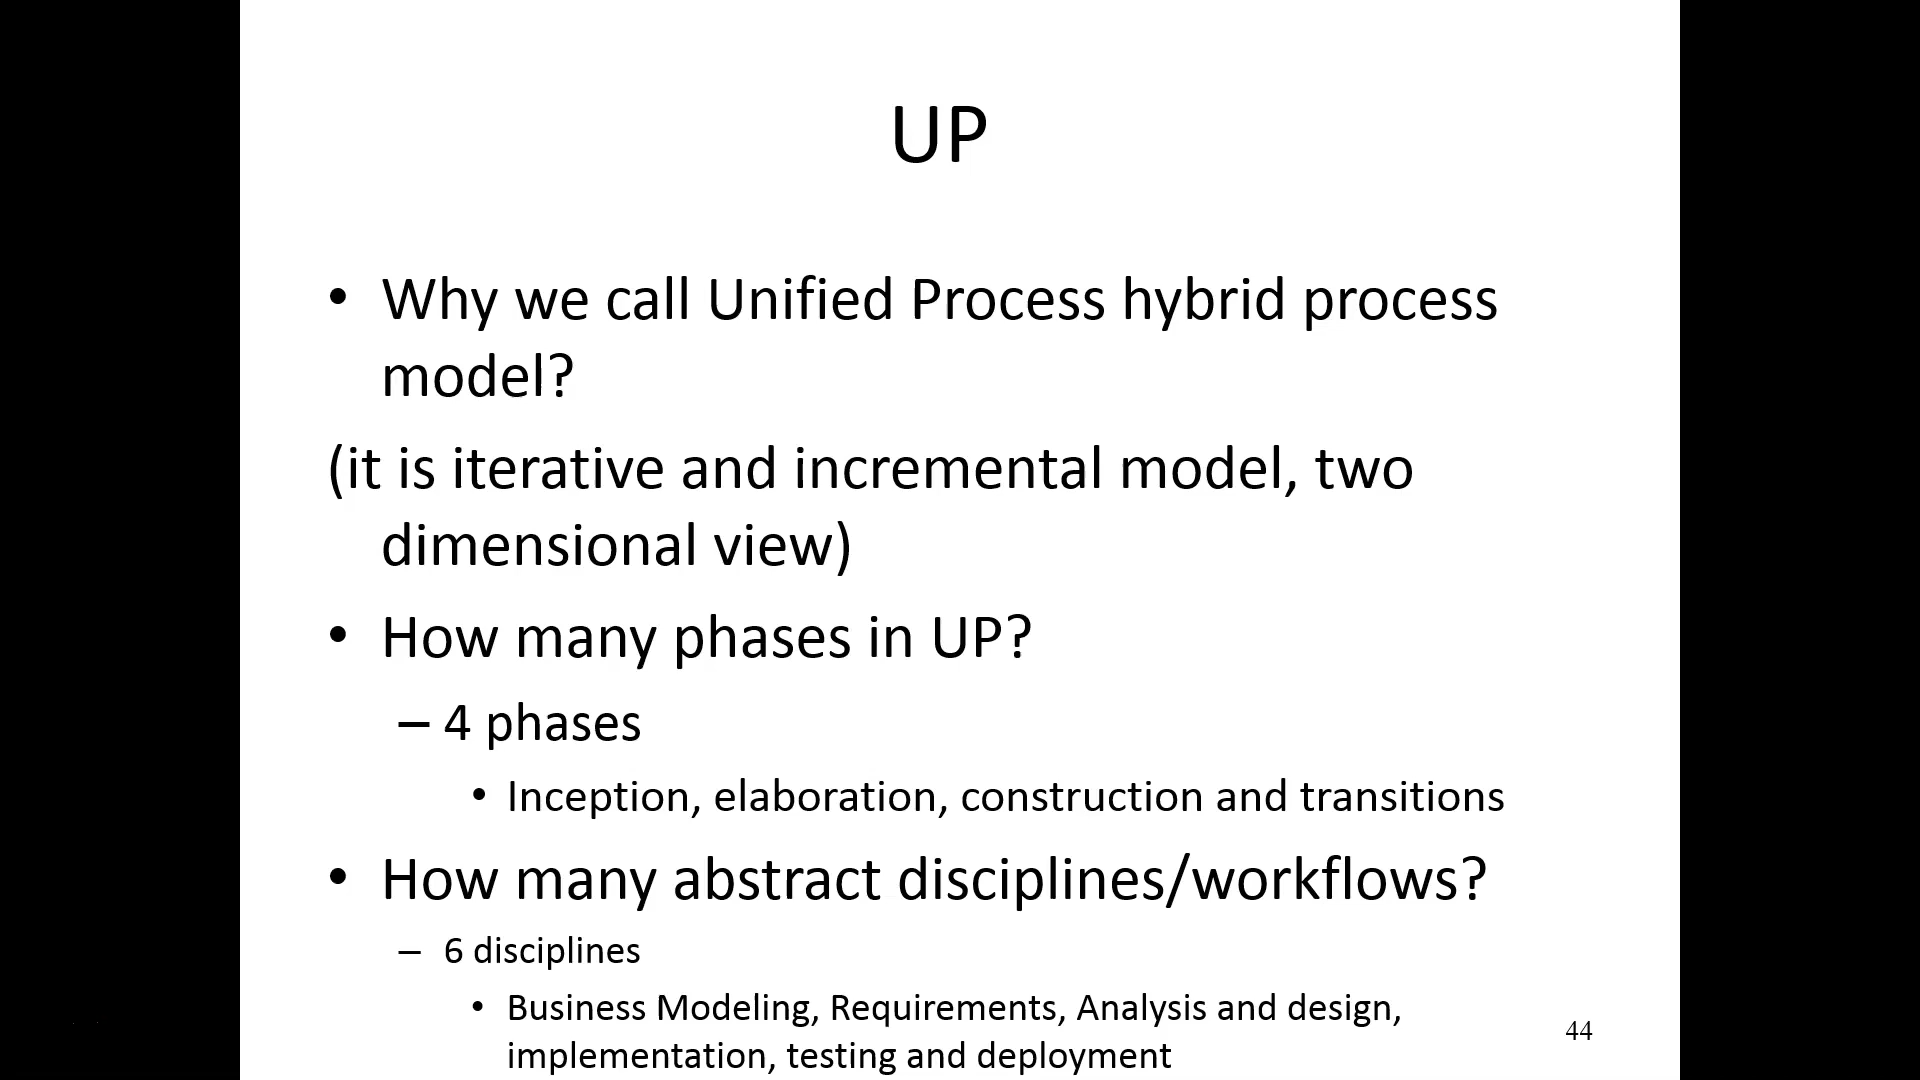 UP
• Why we call Unified Process hybrid process
model?
(it is iterative and incremental model, two
dimensional view)
• How many phases in UP?
– 4 phases
• Inception, elaboration, construction and transitions
• How many abstract disciplines/workflows?
– 6 disciplines
• Business Modeling, Requirements, Analysis and design,
implementation, testing and deployment
44